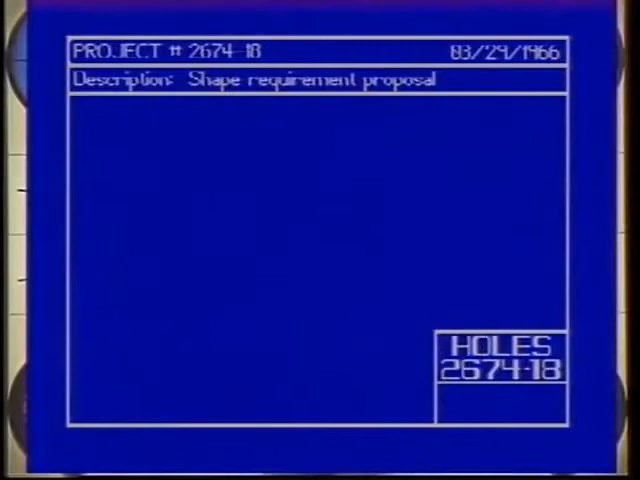 PROJECT # 2674-18 03/29/1966
Description: Shape requirement proposal
HOLES
2674-18